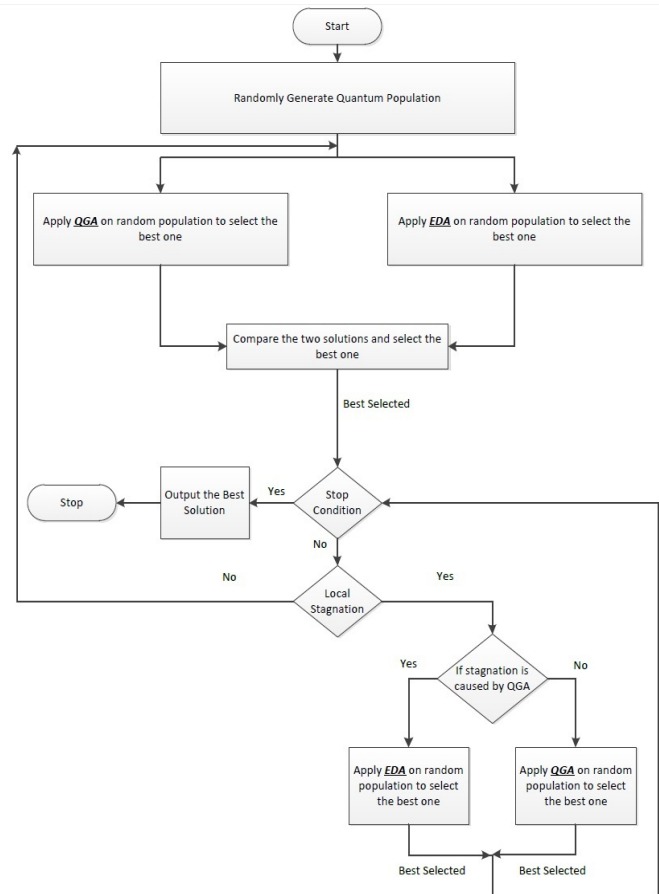 Start
Randomly Generate Quantum Population
Apply QGA on random population to select the
best one
Apply EDA on random population to select the
best one
Compare the two solutions and select the
best one
Best Selected
Stop
Output the Best
Solution
Yes
Stop
Condition
No
No
Local
Stagnation
Yes
Yes
If stagnation is
caused by QGA
No
Apply EDA on random
population to select
the best one
Apply QGA on random
population to select
the best one
Best Selected
Best Selected